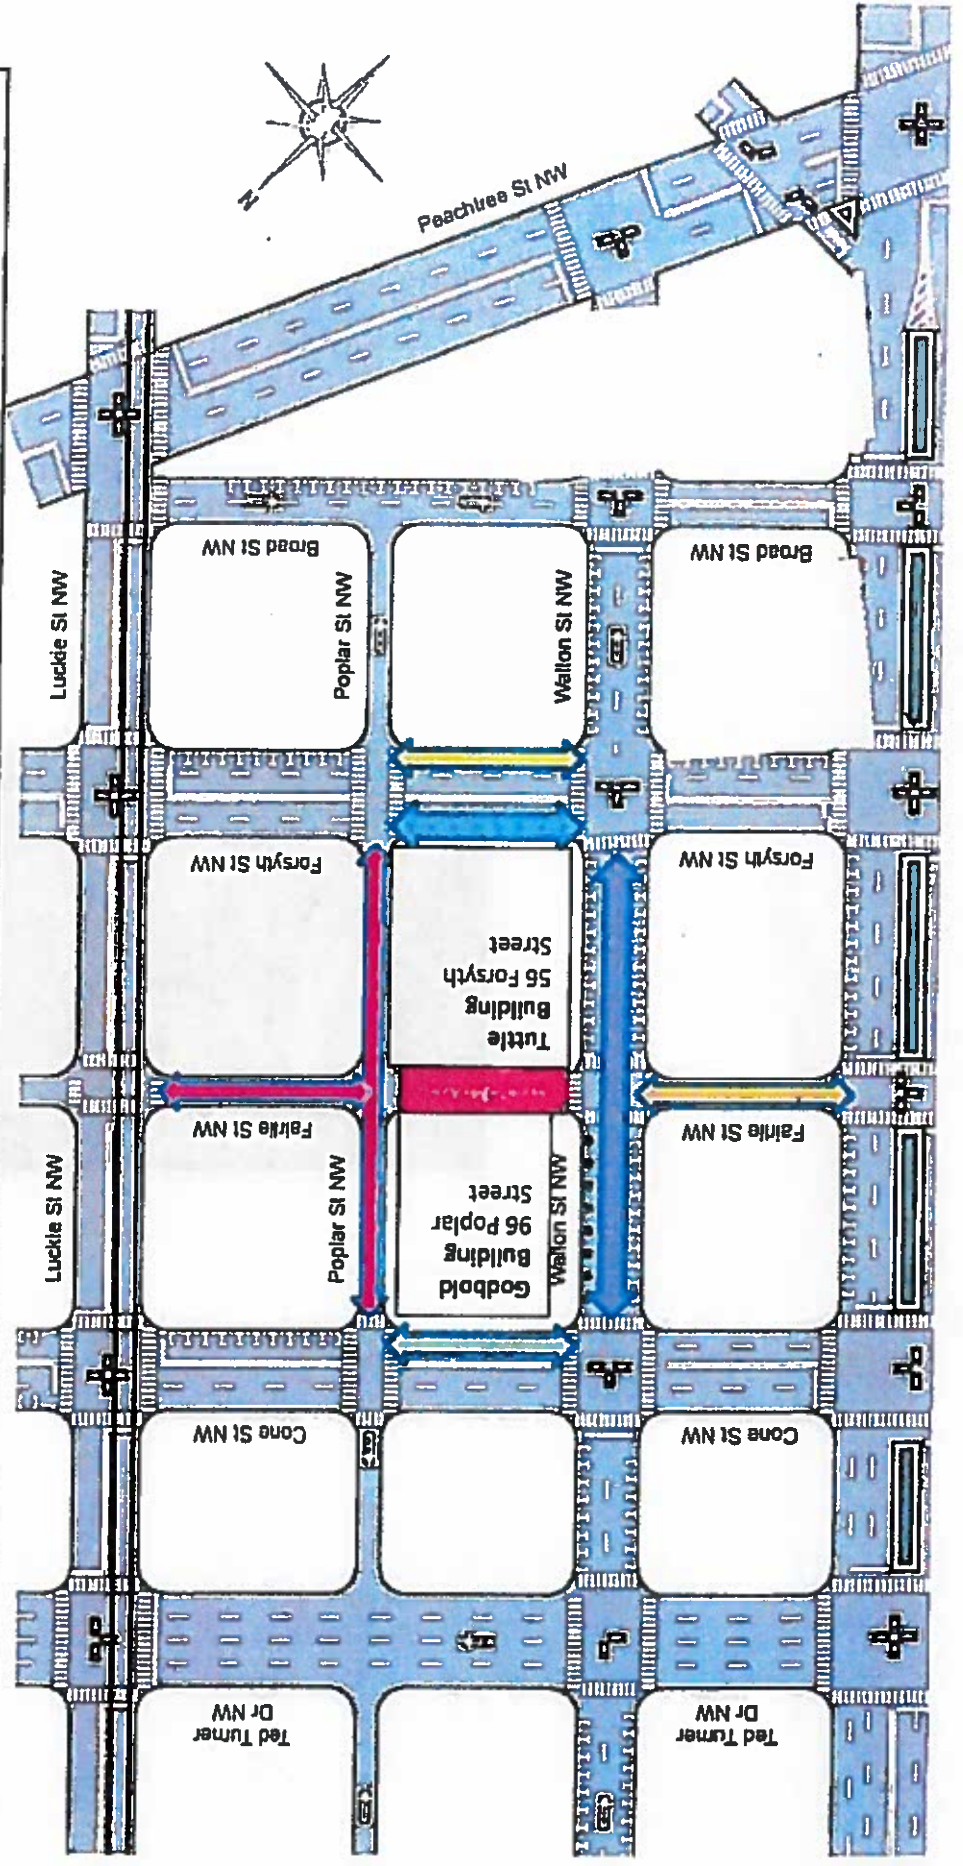 N
Peachtree St NW
Broad St NW
Broad St NW
Luckie St NW
Poplar St NW
Walton St NW
Forsyth St NW
Forsyth St NW
Tuttle
Building
56 Forsyth
Street
Fairlie St NW
Fairlie St NW
Luckie St NW
Poplar St NW
Walton St NW
Godbold
Building
96 Poplar
Street
Cone St NW
Cone St NW
Ted Turner
Dr NW
Ted Turner
Dr NW